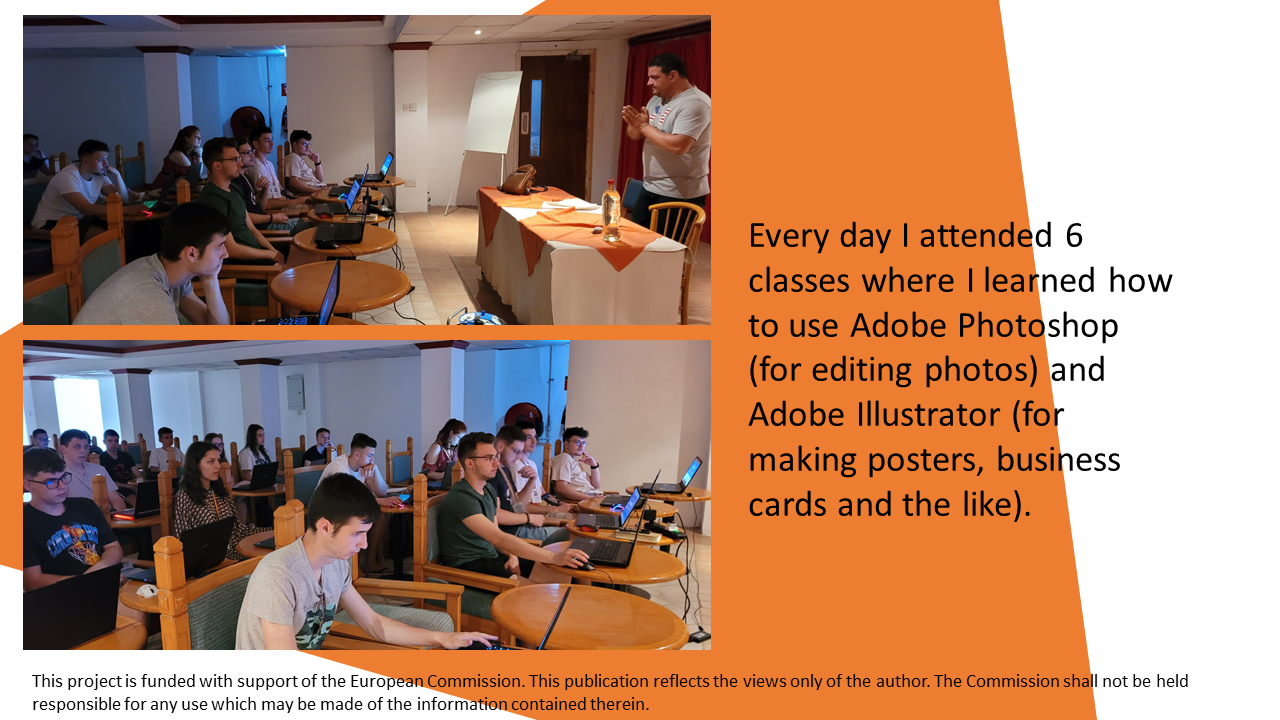 Every day I attended 6
classes where I learned how
to use Adobe Photoshop
(for editing photos) and
Adobe Illustrator (for
making posters, business
cards and the like).
This project is funded with support of the European Commission. This publication reflects the views only of the author. The Commission shall not be held
responsible for any use which may be made of the information contained therein.